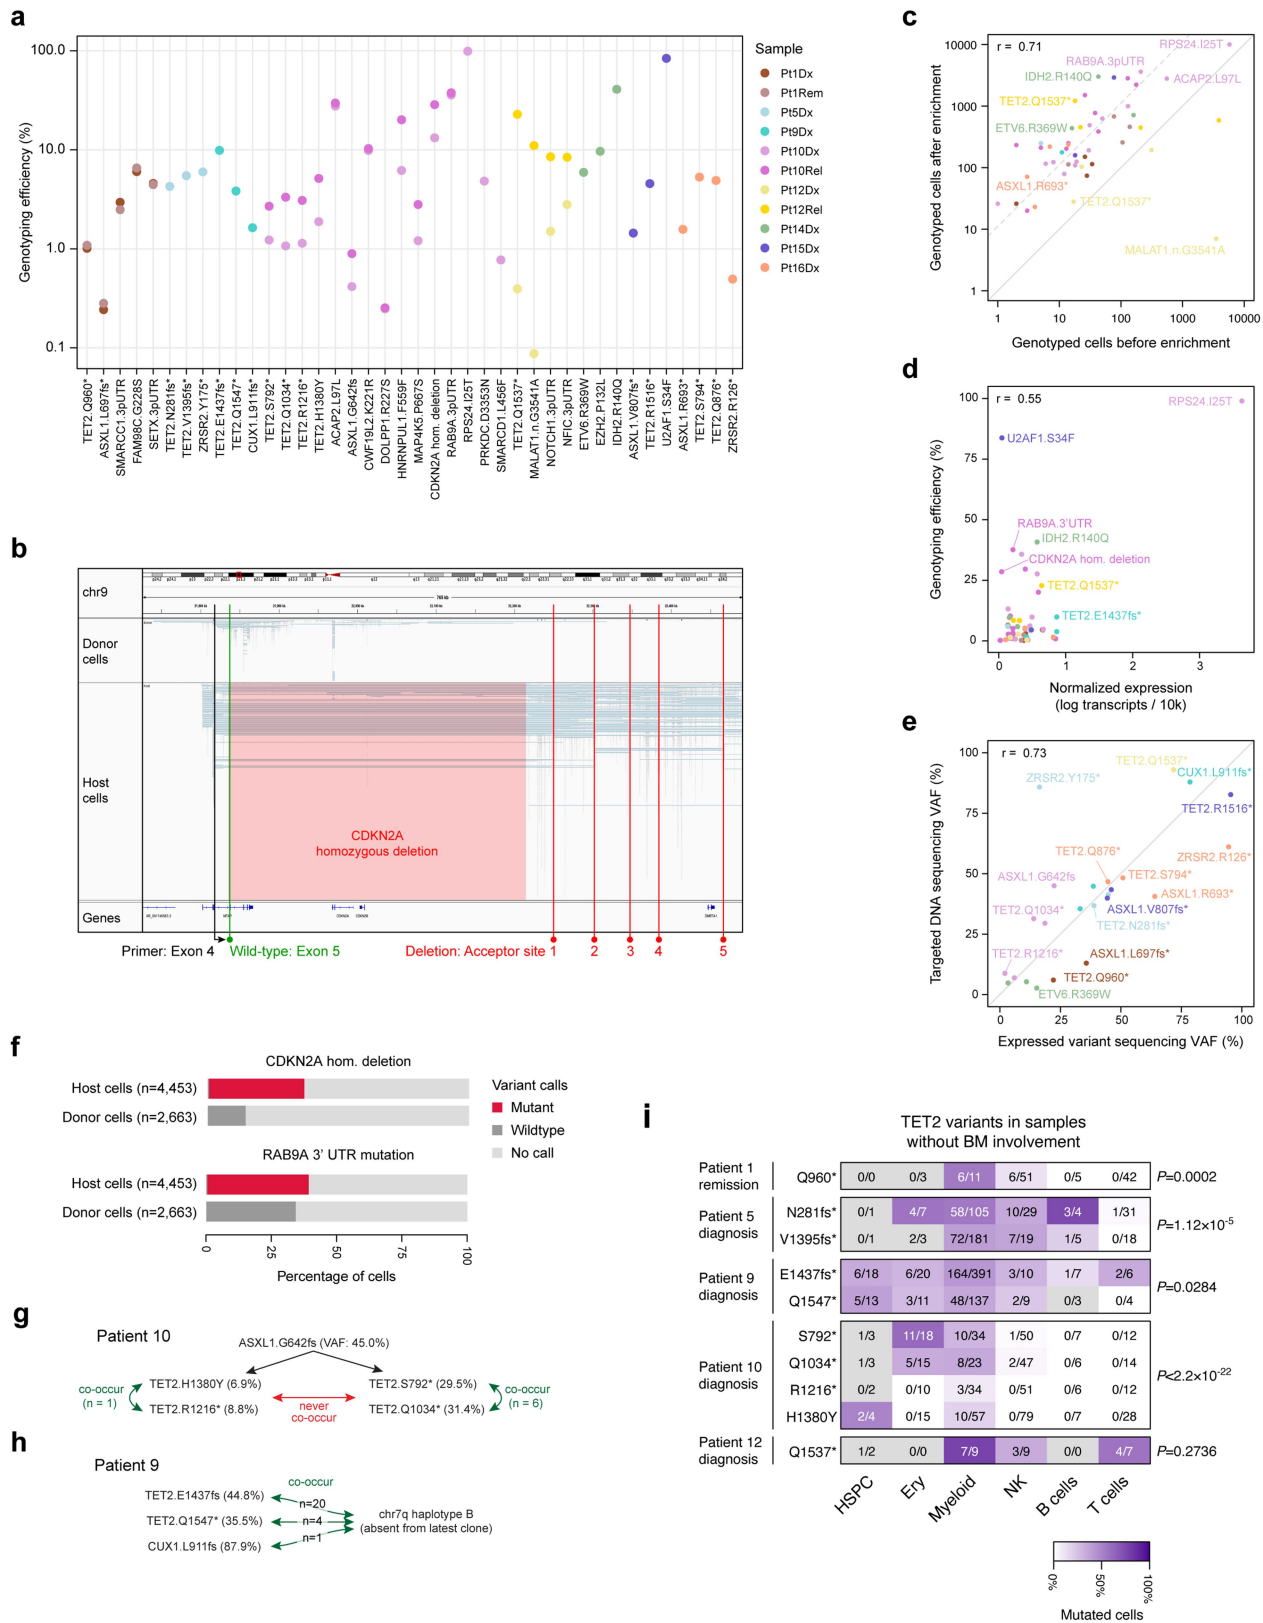 a
100.0
10.0
1.0
0.1
Genotyping efficiency (%)
TET2.Q960*
ASXL1.L697fs*
SMARCC1.3pUTR
FAM98C.G228S
SETX.3pUTR
TET2.N281fs*
TET2.V1395fs*
ZRSR2.Y175*
TET2.E1437fs*
TET2.Q1547*
CUX1.L911fs*
TET2.S792*
TET2.Q1034*
TET2.R1216*
TET2.H1380Y
ACAP2.L97L
ASXL1.G642fs
CWF19L2.K221R
DOLPP1.R227S
HNRNPUL1.F559F
MAP4K5.P667S
CDKN2A hom. deletion
RAB9A.3pUTR
RPS24.I25T
PRKDC.D3353N
SMARCD1.L456F
TET2.Q1537*
MALAT1.n.G3541A
NOTCH1.3pUTR
NFIC.3pUTR
ETV6.R369W
EZH2.P132L
IDH2.R140Q
ASXL1.V807fs*
TET2.R1516*
U2AF1.S34F
ASXL1.R693*
TET2.S794*
TET2.Q876*
ZRSR2.R126*
Sample
Pt1Dx
Pt1Rem
Pt5Dx
Pt9Dx
Pt10Dx
Pt10Rel
Pt12Dx
Pt12Rel
Pt14Dx
Pt15Dx
Pt16Dx
b
chr9
Donor
cells
Host
cells
Genes
CDKN2A
homozygous deletion
Primer: Exon 4
Wild-type: Exon 5
Deletion: Acceptor site 1
2
3
4
5
c
r = 0.71
RPS24.I25T
RAB9A.3pUTR
IDH2.R140Q
ACAP2.L97L
TET2.Q1537*
ETV6.R369W
ASXL1.R693*
TET2.Q1537*
MALAT1.n.G3541A
10000
1000
100
10
1
1
10
100
1000
10000
Genotyped cells after enrichment
Genotyped cells before enrichment
d
r = 0.55
RPS24.I25T
U2AF1.S34F
RAB9A.3'UTR
IDH2.R140Q
CDKN2A hom. deletion
TET2.Q1537*
TET2.E1437fs*
100
75
50
25
0
0
1
2
3
Genotyping efficiency (%)
Normalized expression
(log transcripts / 10k)
e
r = 0.73
TET2.Q1537*
ZRSR2.Y175*
CUX1.L911fs*
TET2.R1516*
TET2.Q876*
ZRSR2.R126*
ASXL1.G642fs
TET2.S794*
ASXL1.R693*
TET2.Q1034*
ASXL1.V807fs*
TET2.N281fs*
TET2.R1216*
ASXL1.L697fs*
TET2.Q960*
ETV6.R369W
100
75
50
25
0
0
25
50
75
100
Targeted DNA sequencing VAF (%)
Expressed variant sequencing VAF (%)
f
CDKN2A hom. deletion
Host cells (n=4,453)
Donor cells (n=2,663)
RAB9A 3’ UTR mutation
Host cells (n=4,453)
Donor cells (n=2,663)
0
25
50
75
100
Percentage of cells
Variant calls
Mutant
Wildtype
No call
g
Patient 10
ASXL1.G642fs (VAF: 45.0%)
TET2.H1380Y (6.9%)
TET2.S792* (29.5%)
TET2.R1216* (8.8%)
TET2.Q1034* (31.4%)
co-occur
(n = 1)
never
co-occur
co-occur
(n = 6)
h
Patient 9
co-occur
TET2.E1437fs (44.8%)
TET2.Q1547* (35.5%)
CUX1.L911fs (87.9%)
n=20
n=4
n=1
chr7q haplotype B
(absent from latest clone)
i
TET2 variants in samples
without BM involvement
Patient 1
remission
Q960* 0/0 0/3 6/11 6/51 0/5 0/42
P=0.0002
Patient 5
diagnosis
N281fs* 0/1 4/7 58/105 10/29 3/4 1/31
V1395fs* 0/1 2/3 72/181 7/19 1/5 0/18
P=1.12×10-5
Patient 9
diagnosis
E1437fs* 6/18 6/20 164/391 3/10 1/7 2/6
Q1547* 5/13 3/11 48/137 2/9 0/3 0/4
P=0.0284
Patient 10
diagnosis
S792* 1/3 11/18 10/34 1/50 0/7 0/12
Q1034* 1/3 5/15 8/23 2/47 0/6 0/14
R1216* 0/2 0/10 3/34 0/51 0/6 0/12
H1380Y 2/4 0/15 10/57 0/79 0/7 0/28
P<2.2×10-22
Patient 12
diagnosis
Q1537* 1/2 0/0 7/9 3/9 0/0 4/7
P=0.2736
HSPC
Ery
Myeloid
NK
B cells
T cells
0%
50%
100%
Mutated cells